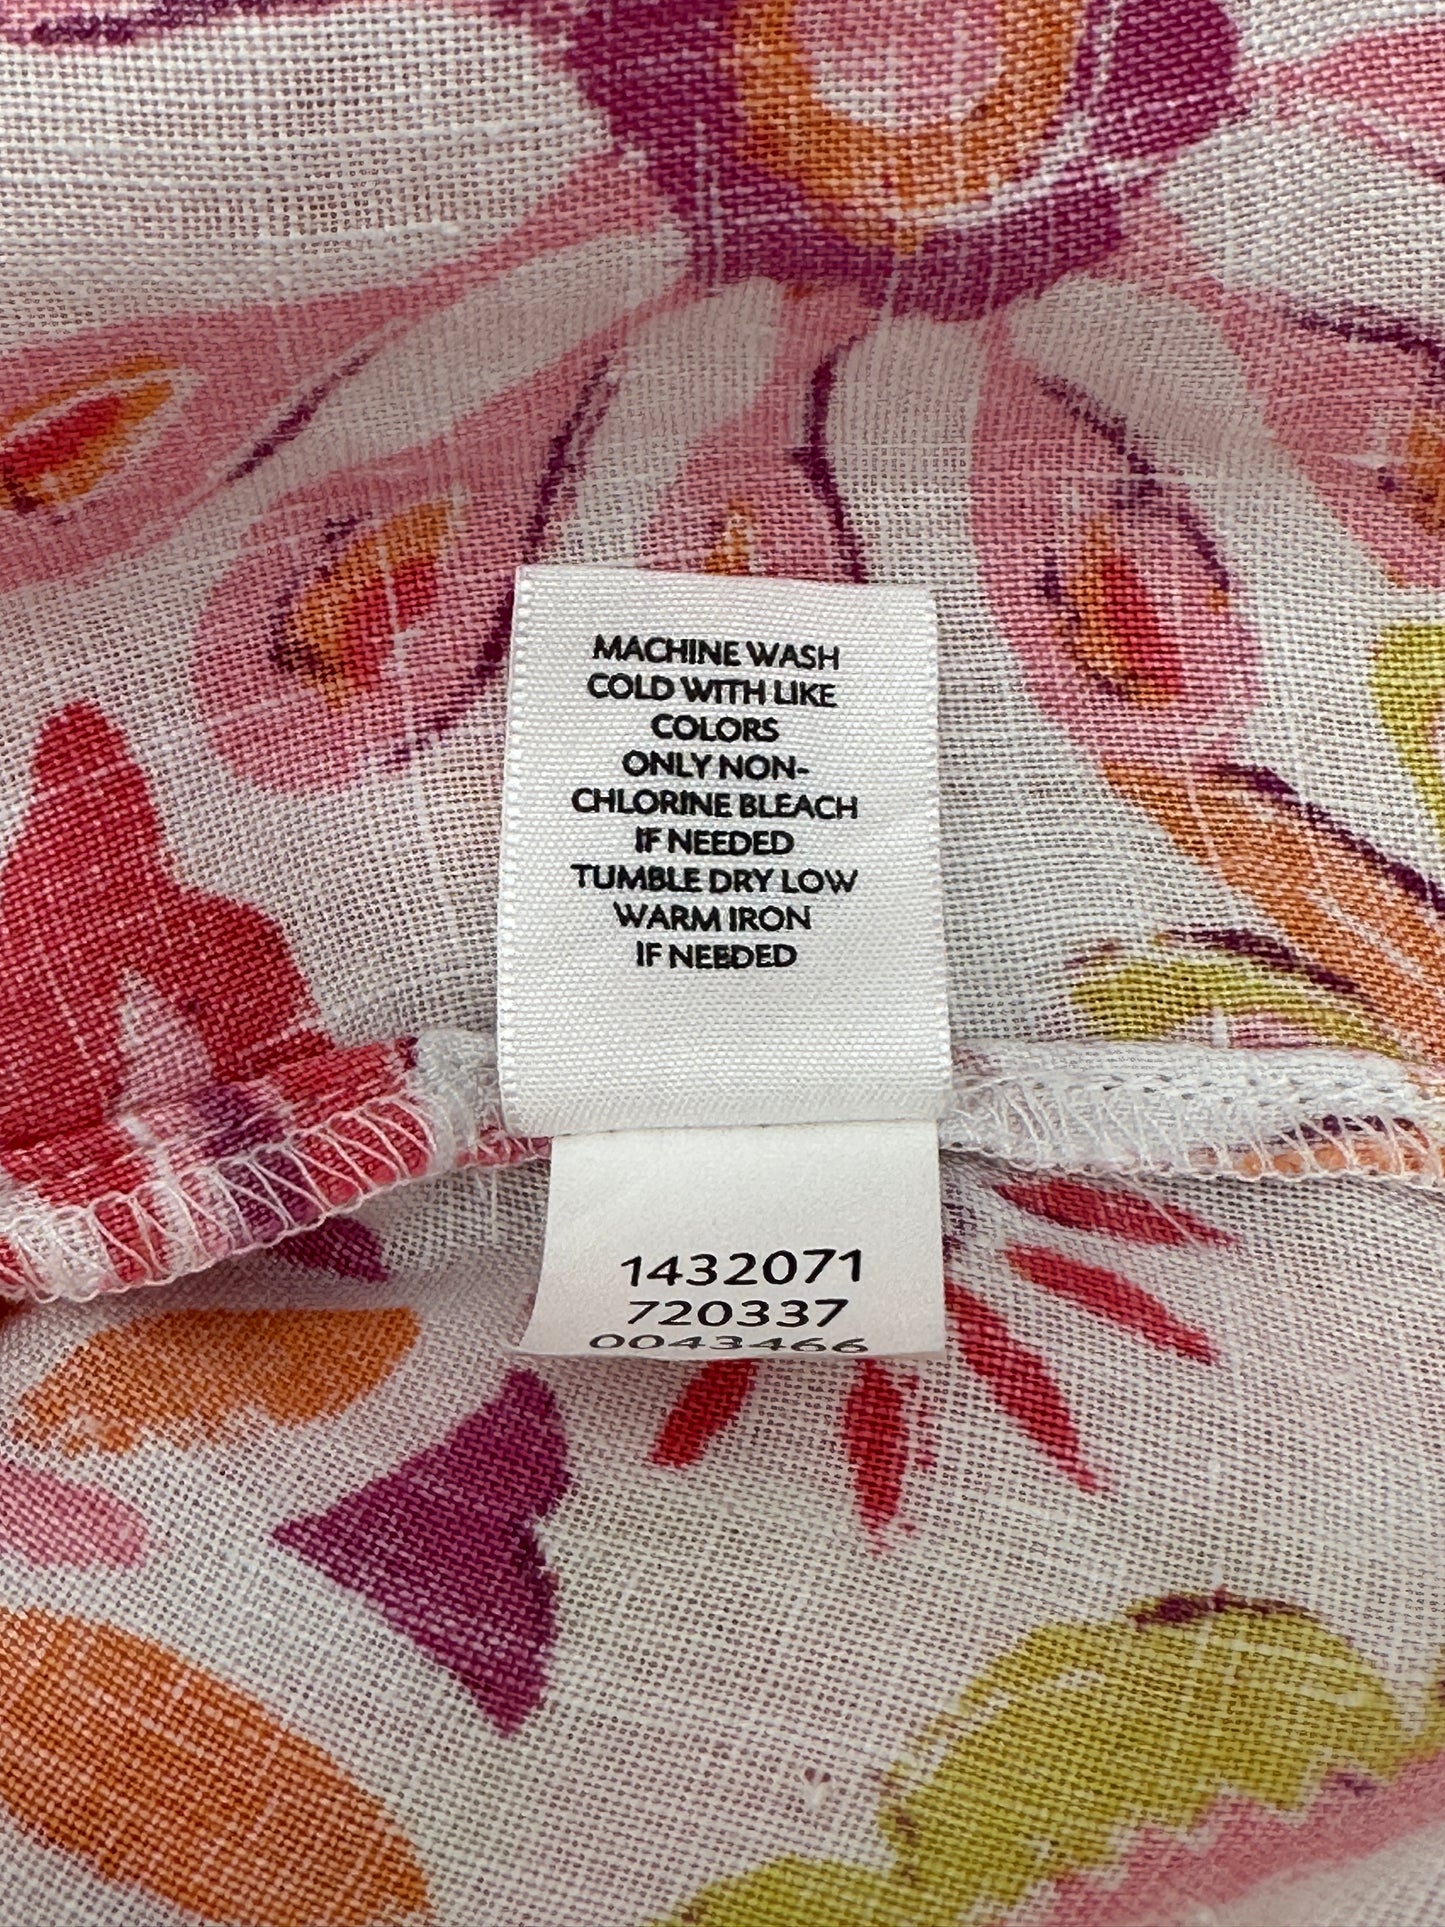 MACHINE WASH
COLD WITH LIKE
COLORS
ONLY NON-
CHLORINE BLEACH
IF NEEDED
TUMBLE DRY LOW
WARM IRON
IF NEEDED
1432071
720337
0043466